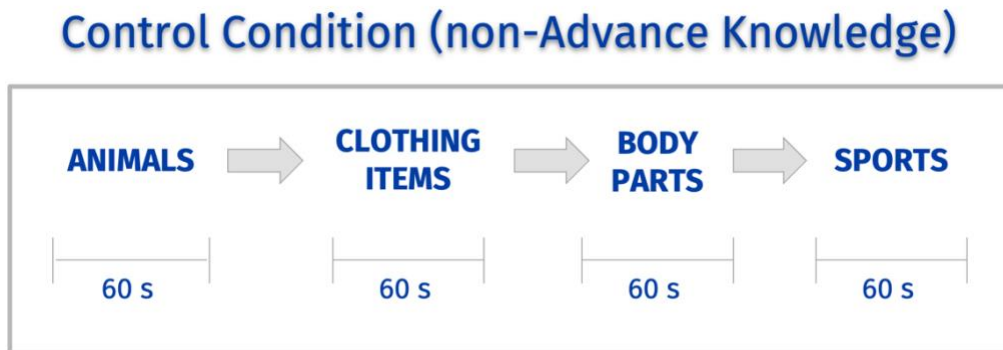 Control Condition (non-Advance Knowledge)
ANIMALS
CLOTHING
ITEMS
BODY
PARTS
SPORTS
60 s
60 s
60 s
60 s